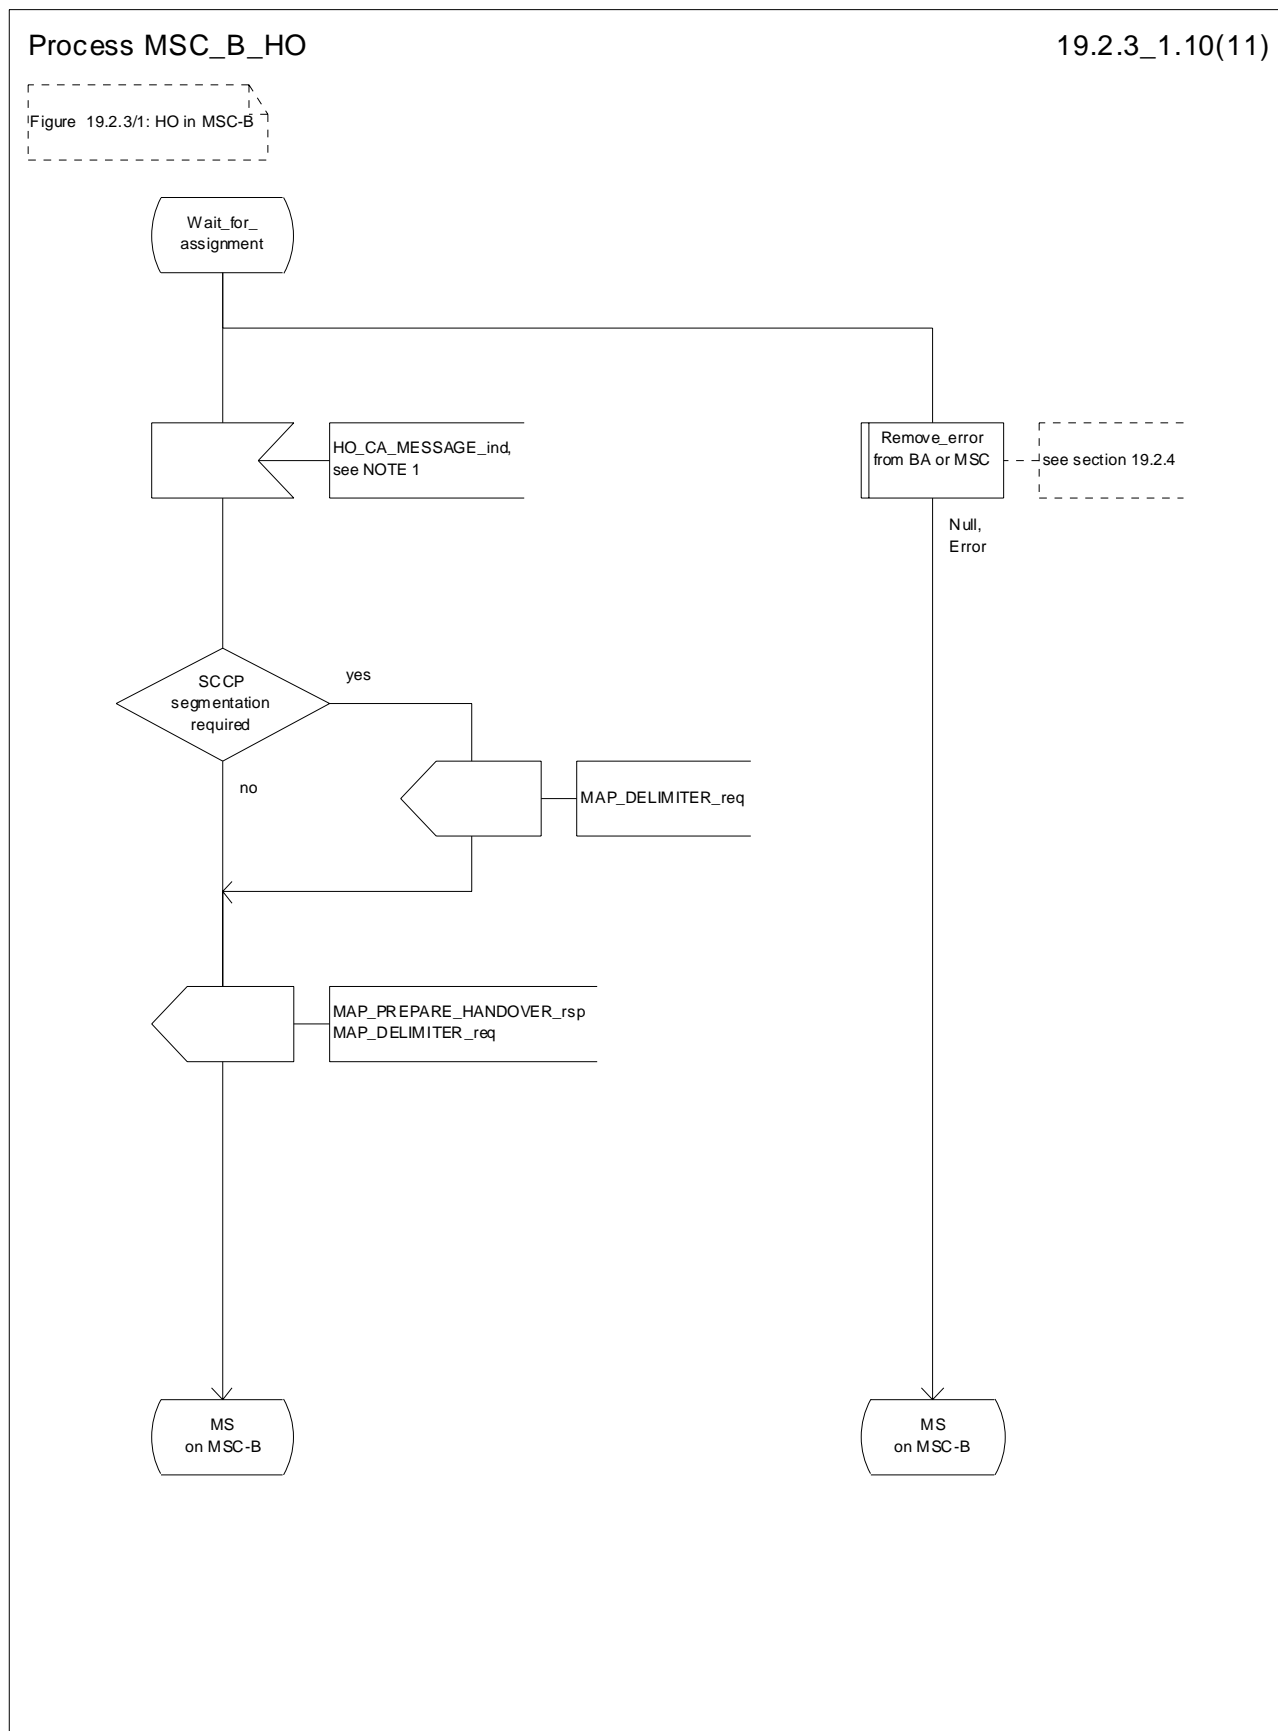 Process MSC_B_HO
19.2.3_1.10(11)
Figure 19.2.3/1: HO in MSC-B
Wait_for_
assignment
HO_CA_MESSAGE_ind,
see NOTE 1
Remove_error
from BA or MSC
see section 19.2.4
Null,
Error
SCCP
segmentation
required
yes
no
MAP_DELIMITER_req
MAP_PREPARE_HANDOVER_rsp
MAP_DELIMITER_req
MS
on MSC-B
MS
on MSC-B